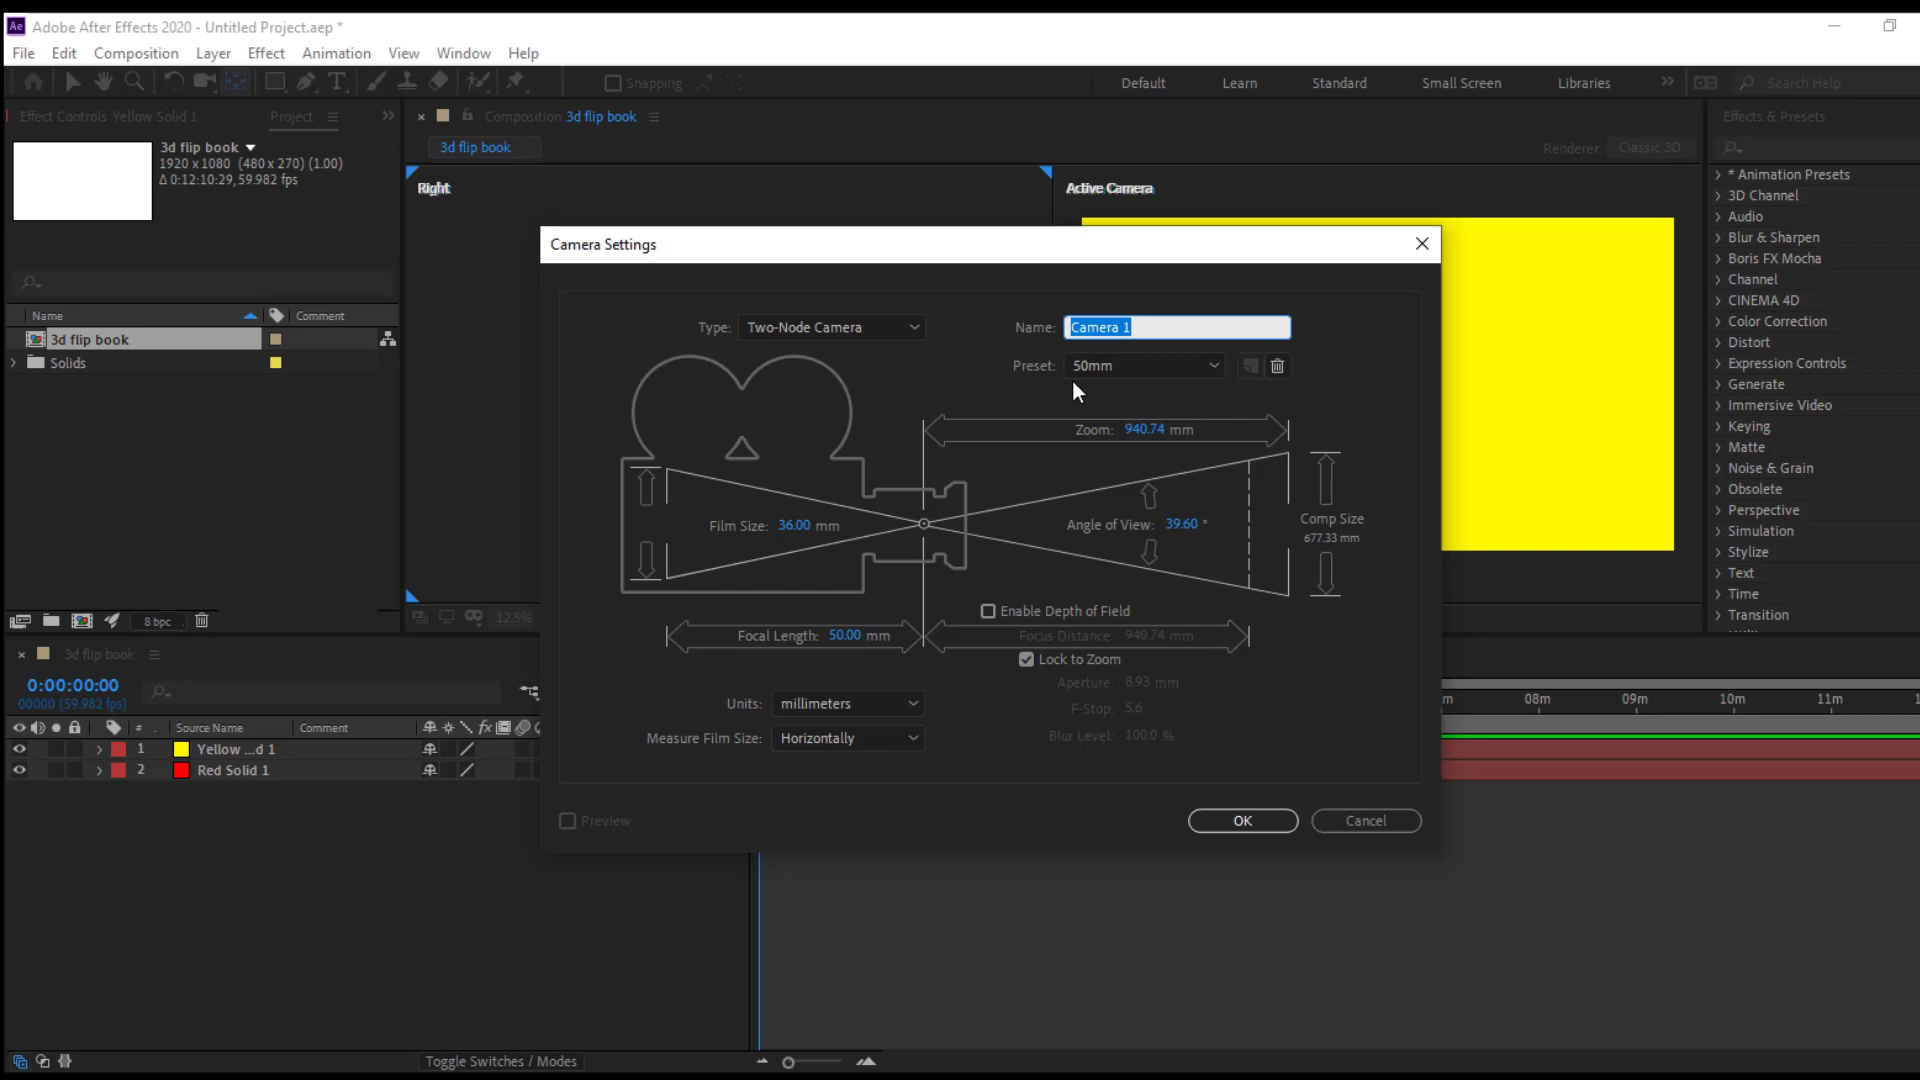 Ae Adobe After Effects 2020 - Untitled Project.aep *
File Edit Composition Layer Effect Animation View Window Help
Snapping
Default Learn Standard Small Screen Libraries Search Help
Effect Controls Yellow Solid 1 Project
Composition 3d flip book
Effects & Presets
3d flip book
1920 x 1080 (480 x 270) (1.00)
Δ 0:12:10:29, 59.982 fps
3d flip book
Renderer: Classic 3D
Right
Active Camera
Name Comment
3d flip book
Solids
8 bpc
12.5%
* Animation Presets
3D Channel
Audio
Blur & Sharpen
Boris FX Mocha
Channel
CINEMA 4D
Color Correction
Distort
Expression Controls
Generate
Immersive Video
Keying
Matte
Noise & Grain
Obsolete
Perspective
Simulation
Stylize
Text
Time
Transition
Camera Settings
Type: Two-Node Camera
Name: Camera 1
Preset: 50mm
Zoom: 940.74 mm
Film Size: 36.00 mm
Angle of View: 39.60 °
Comp Size
677.33 mm
Enable Depth of Field
Focal Length: 50.00 mm
Focus Distance: 940.74 mm
Lock to Zoom
Aperture: 8.93 mm
F-Stop: 5.6
Blur Level: 100.0 %
Units: millimeters
Measure Film Size: Horizontally
Preview
OK
Cancel
3d flip book
0:00:00:00
00000 (59.982 fps)
# Source Name Comment
1 Yellow ...d 1
2 Red Solid 1
m 08m 09m 10m 11m 1
Toggle Switches / Modes